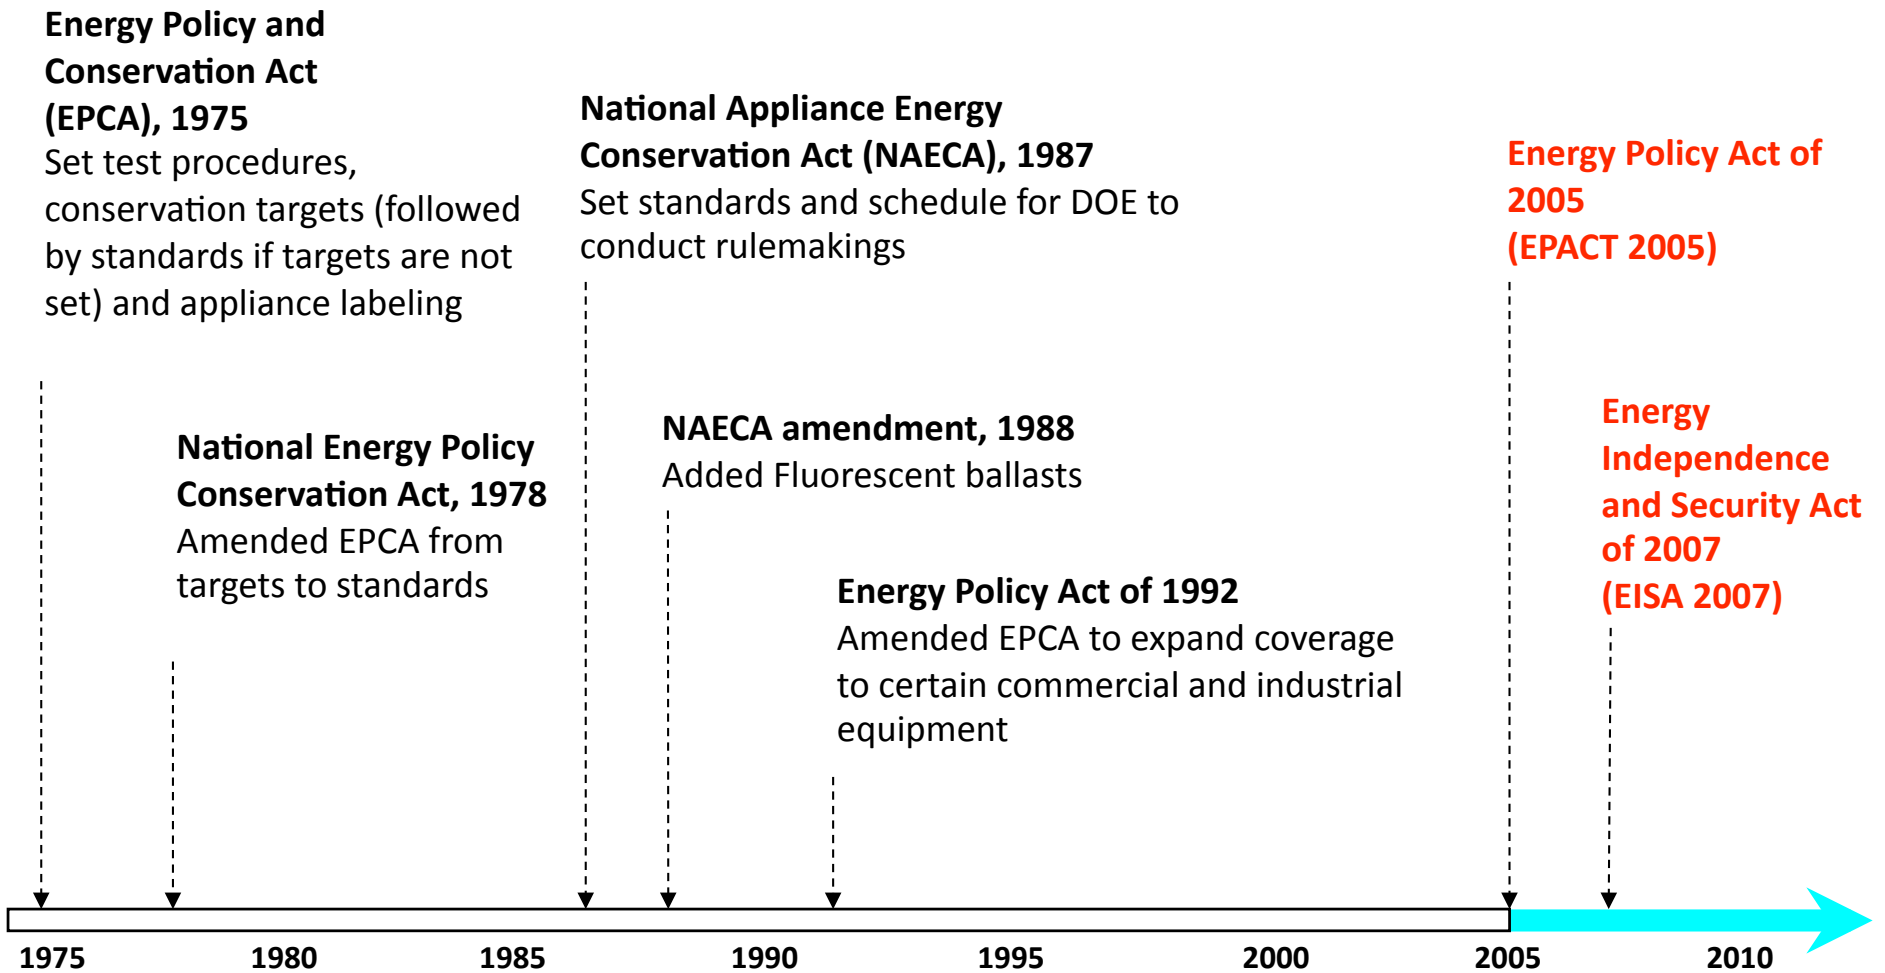 Energy Policy and
Conservation Act
(EPCA), 1975
Set test procedures,
conservation targets (followed
by standards if targets are not
set) and appliance labeling
National Energy Policy
Conservation Act, 1978
Amended EPCA from
targets to standards
National Appliance Energy
Conservation Act (NAECA), 1987
Set standards and schedule for DOE to
conduct rulemakings
NAECA amendment, 1988
Added Fluorescent ballasts
Energy Policy Act of 1992
Amended EPCA to expand coverage
to certain commercial and industrial
equipment
Energy Policy Act of
2005
(EPACT 2005)
Energy
Independence
and Security Act
of 2007
(EISA 2007)
1975 1980 1985 1990 1995 2000 2005 2010